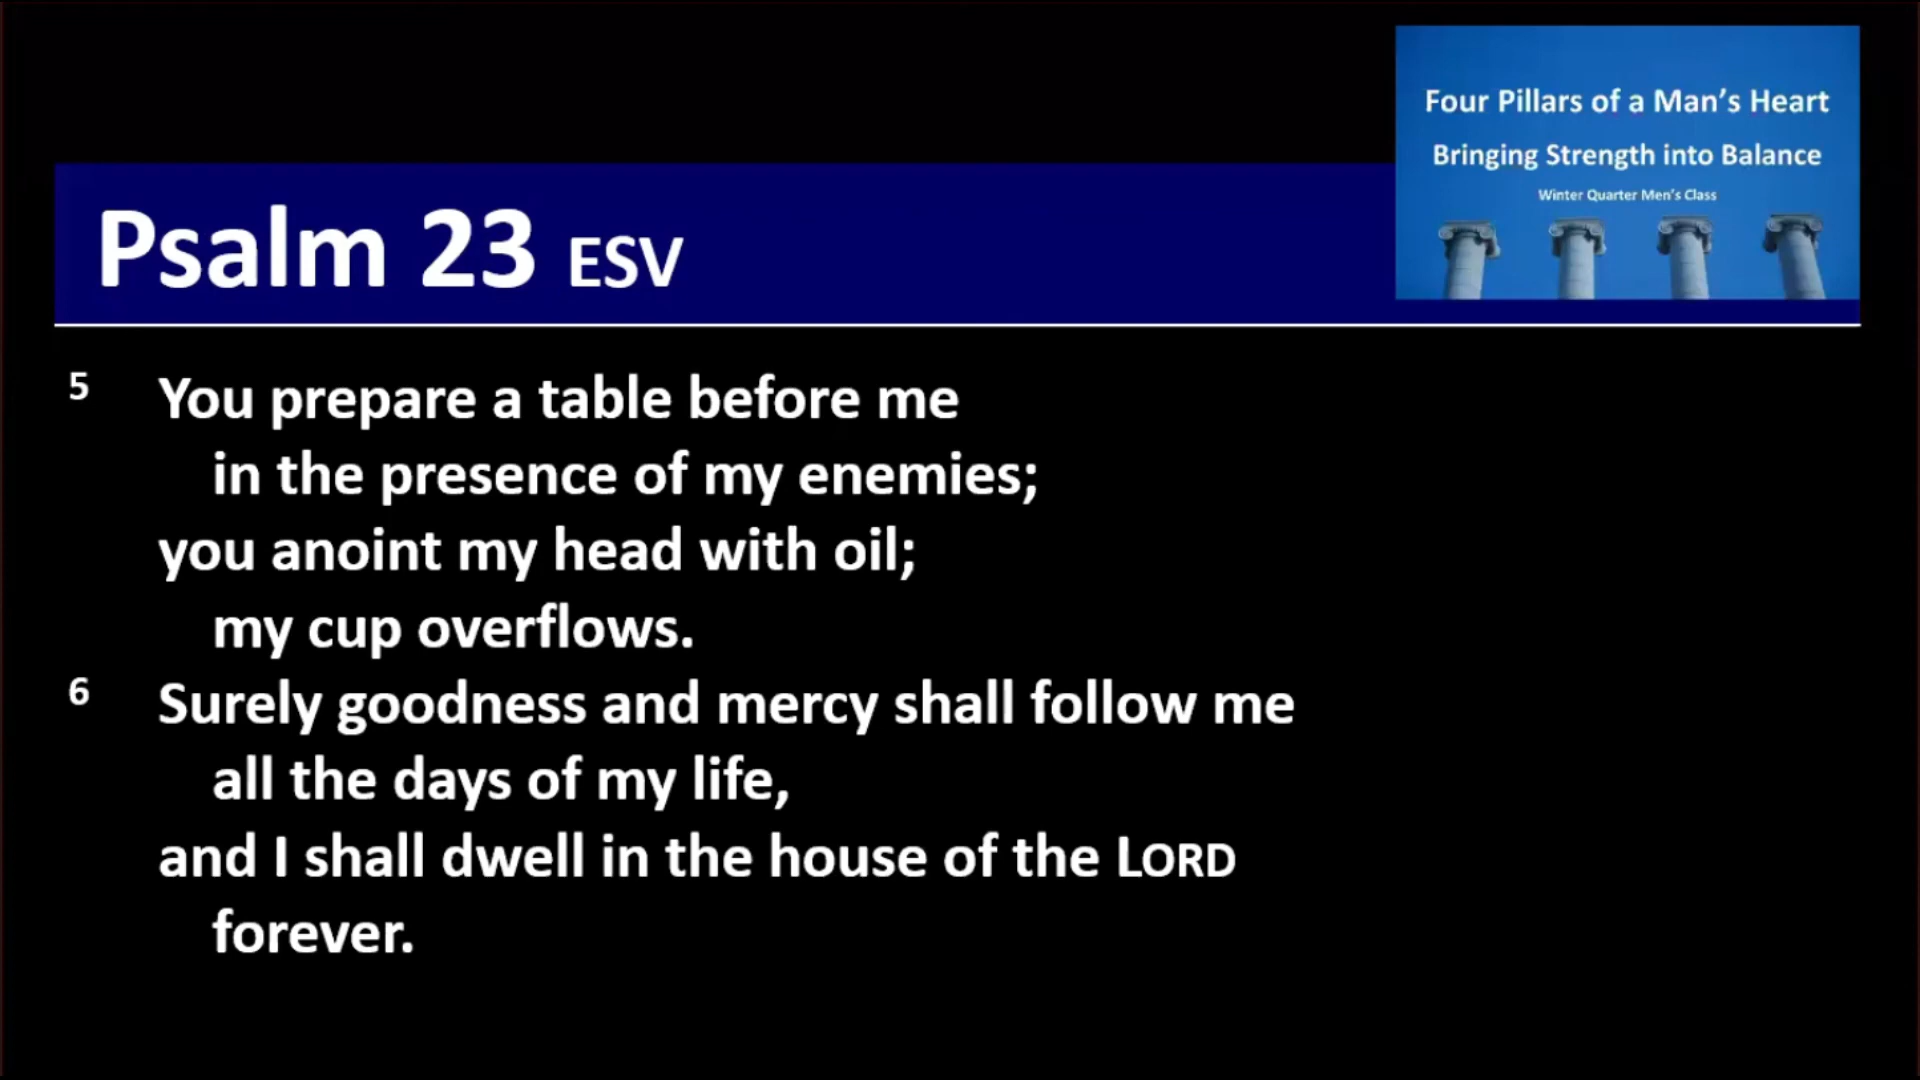 Four Pillars of a Man's Heart
Bringing Strength into Balance
Winter Quarter Men's Class
Psalm 23 ESV
5 You prepare a table before me
in the presence of my enemies;
you anoint my head with oil;
my cup overflows.
6 Surely goodness and mercy shall follow me
all the days of my life,
and I shall dwell in the house of the LORD
forever.